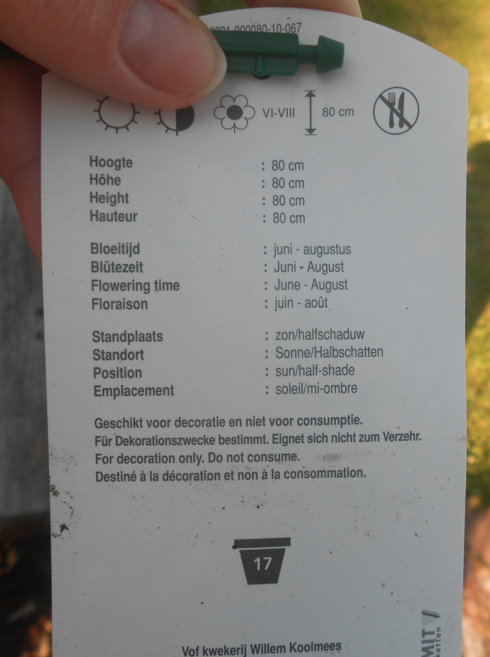 000080-10-067
VI-VIII 80 cm
Hoogte : 80 cm
Höhe : 80 cm
Height : 80 cm
Hauteur : 80 cm
Bloeitijd : juni - augustus
Blütezeit : Juni - August
Flowering time : June - August
Floraison : juin - août
Standplaats : zon/halfschaduw
Standort : Sonne/Halbschatten
Position : sun/half-shade
Emplacement : soleil/mi-ombre
Geschikt voor decoratie en niet voor consumptie.
Für Dekorationszwecke bestimmt. Eignet sich nicht zum Verzehr.
For decoration only. Do not consume.
Destiné à la décoration et non à la consommation.
17
Vof kwekerij Willem Koolmees